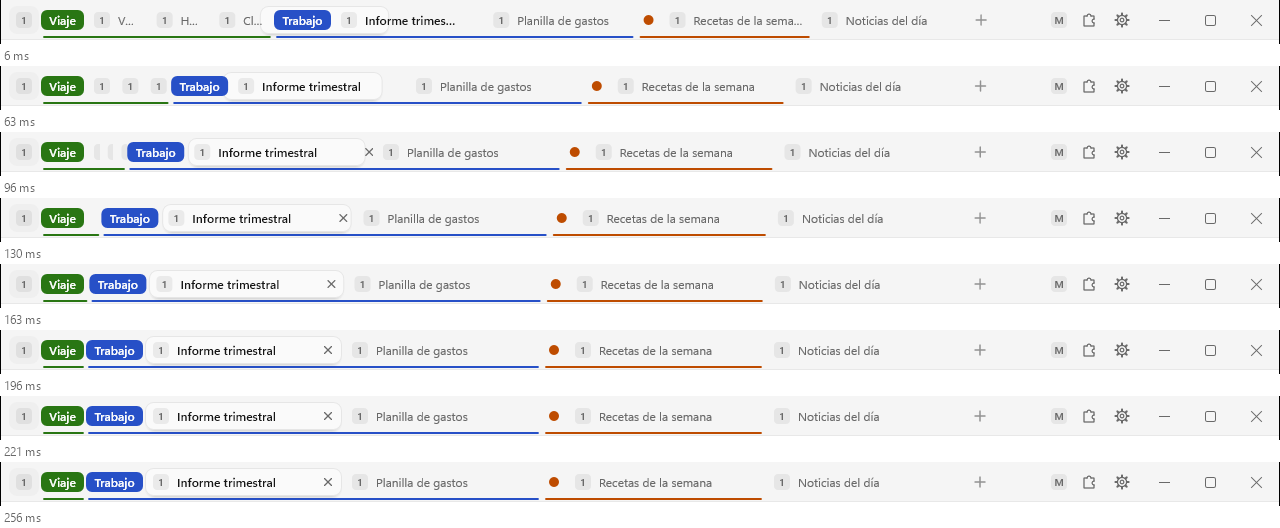 1 Viaje 1 V... 1 H... 1 Cl... Trabajo 1 Informe trimes... 1 Planilla de gastos 1 Recetas de la semana... 1 Noticias del día M
6 ms
1 Viaje 1 1 1 Trabajo 1 Informe trimestral 1 Planilla de gastos 1 Recetas de la semana 1 Noticias del día M
63 ms
1 Viaje Trabajo 1 Informe trimestral 1 Planilla de gastos 1 Recetas de la semana 1 Noticias del día M
96 ms
1 Viaje Trabajo 1 Informe trimestral 1 Planilla de gastos 1 Recetas de la semana 1 Noticias del día M
130 ms
1 Viaje Trabajo 1 Informe trimestral 1 Planilla de gastos 1 Recetas de la semana 1 Noticias del día M
163 ms
1 Viaje Trabajo 1 Informe trimestral 1 Planilla de gastos 1 Recetas de la semana 1 Noticias del día M
196 ms
1 Viaje Trabajo 1 Informe trimestral 1 Planilla de gastos 1 Recetas de la semana 1 Noticias del día M
221 ms
1 Viaje Trabajo 1 Informe trimestral 1 Planilla de gastos 1 Recetas de la semana 1 Noticias del día M
256 ms